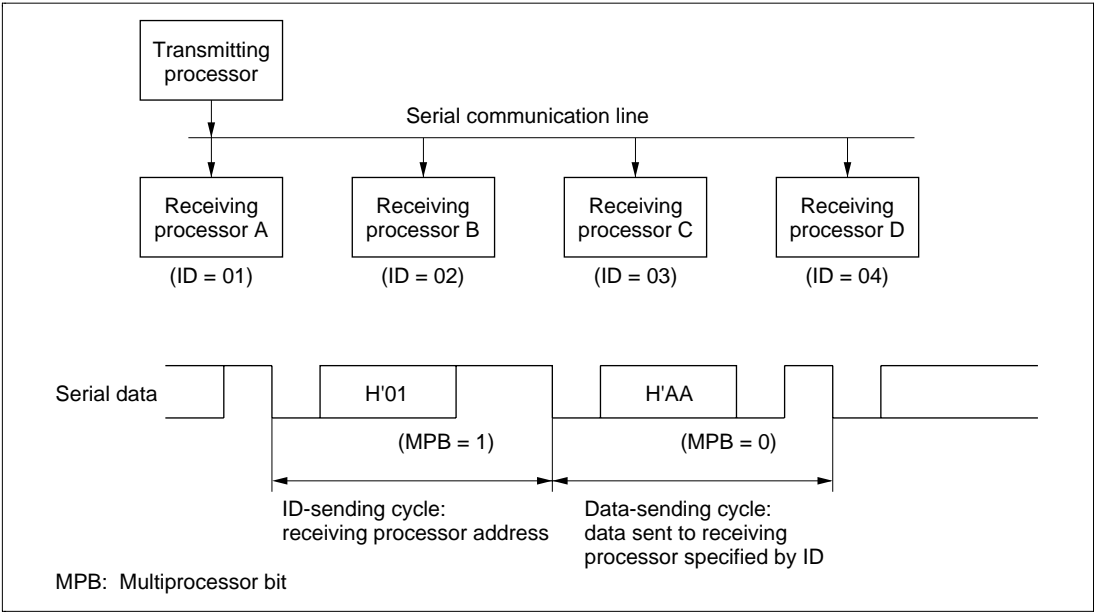 Transmitting
processor
Serial communication line
Receiving
processor A
Receiving
processor B
Receiving
processor C
Receiving
processor D
(ID = 01)
(ID = 02)
(ID = 03)
(ID = 04)
Serial data
H'01
H'AA
(MPB = 1)
(MPB = 0)
ID-sending cycle:
receiving processor address
Data-sending cycle:
data sent to receiving
processor specified by ID
MPB: Multiprocessor bit